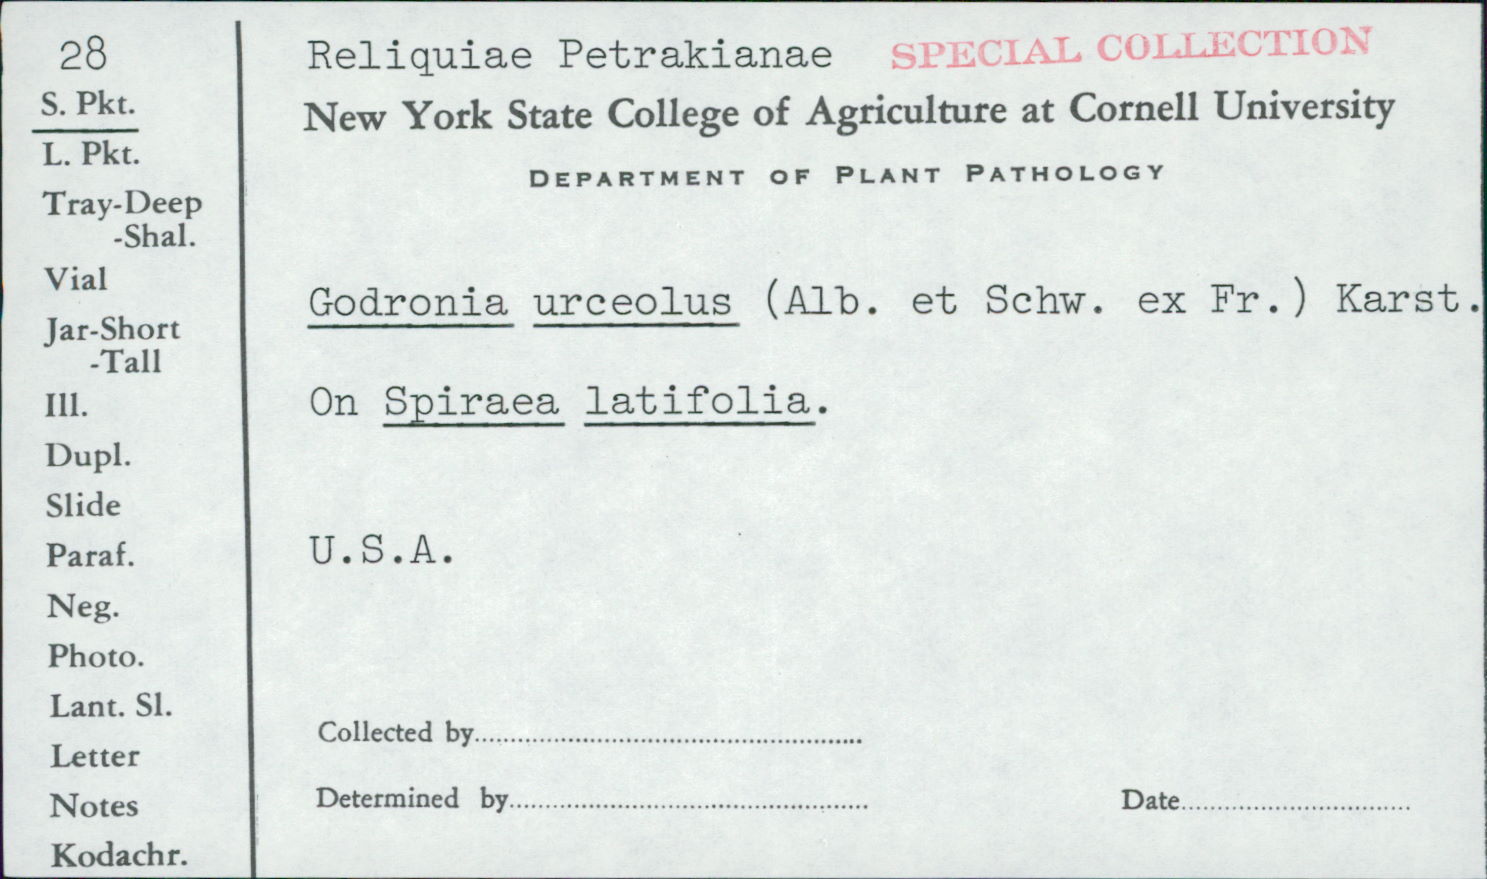 28
S. Pkt.
L. Pkt.
Tray-Deep
-Shal.
Vial
Jar-Short
-Tall
Ill.
Dupl.
Slide
Paraf.
Neg.
Photo.
Lant. Sl.
Letter
Notes
Kodachr.
Reliquiae Petrakianae SPECIAL COLLECTION
New York State College of Agriculture at Cornell University
DEPARTMENT OF PLANT PATHOLOGY
Godronia urceolus (Alb. et Schw. ex Fr.) Karst.
On Spiraea latifolia.
U.S.A.
Collected by
Determined by
Date